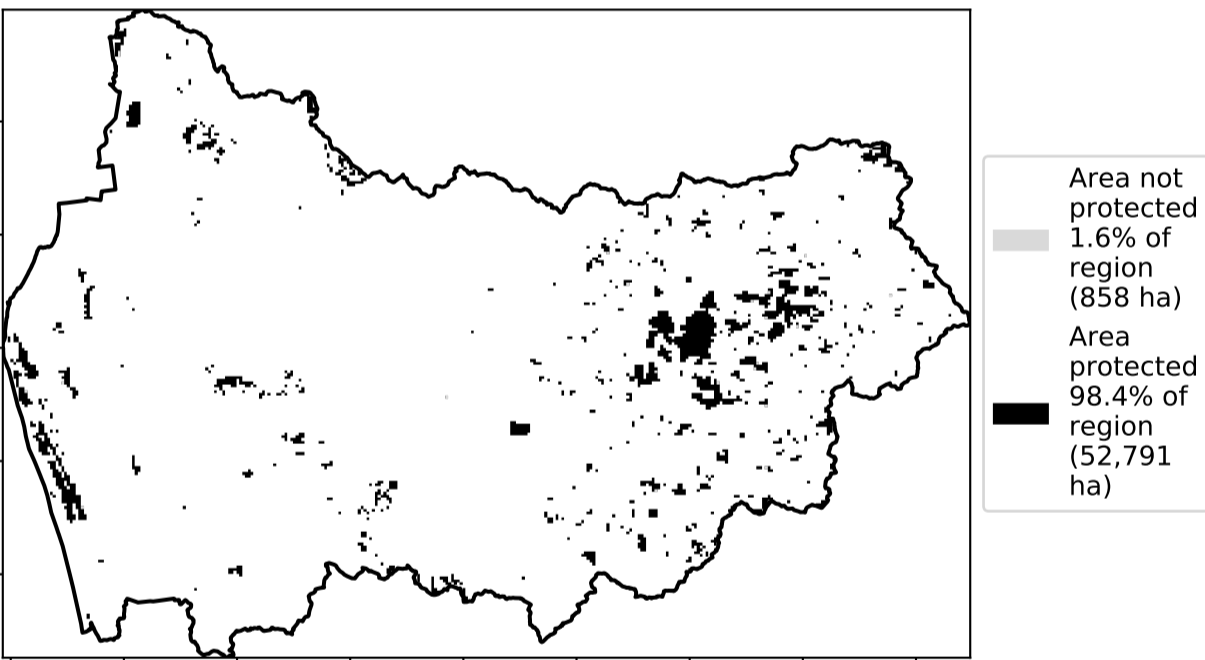 Area not
protected
1.6% of
region
(858 ha)
Area
protected
98.4% of
region
(52,791
ha)